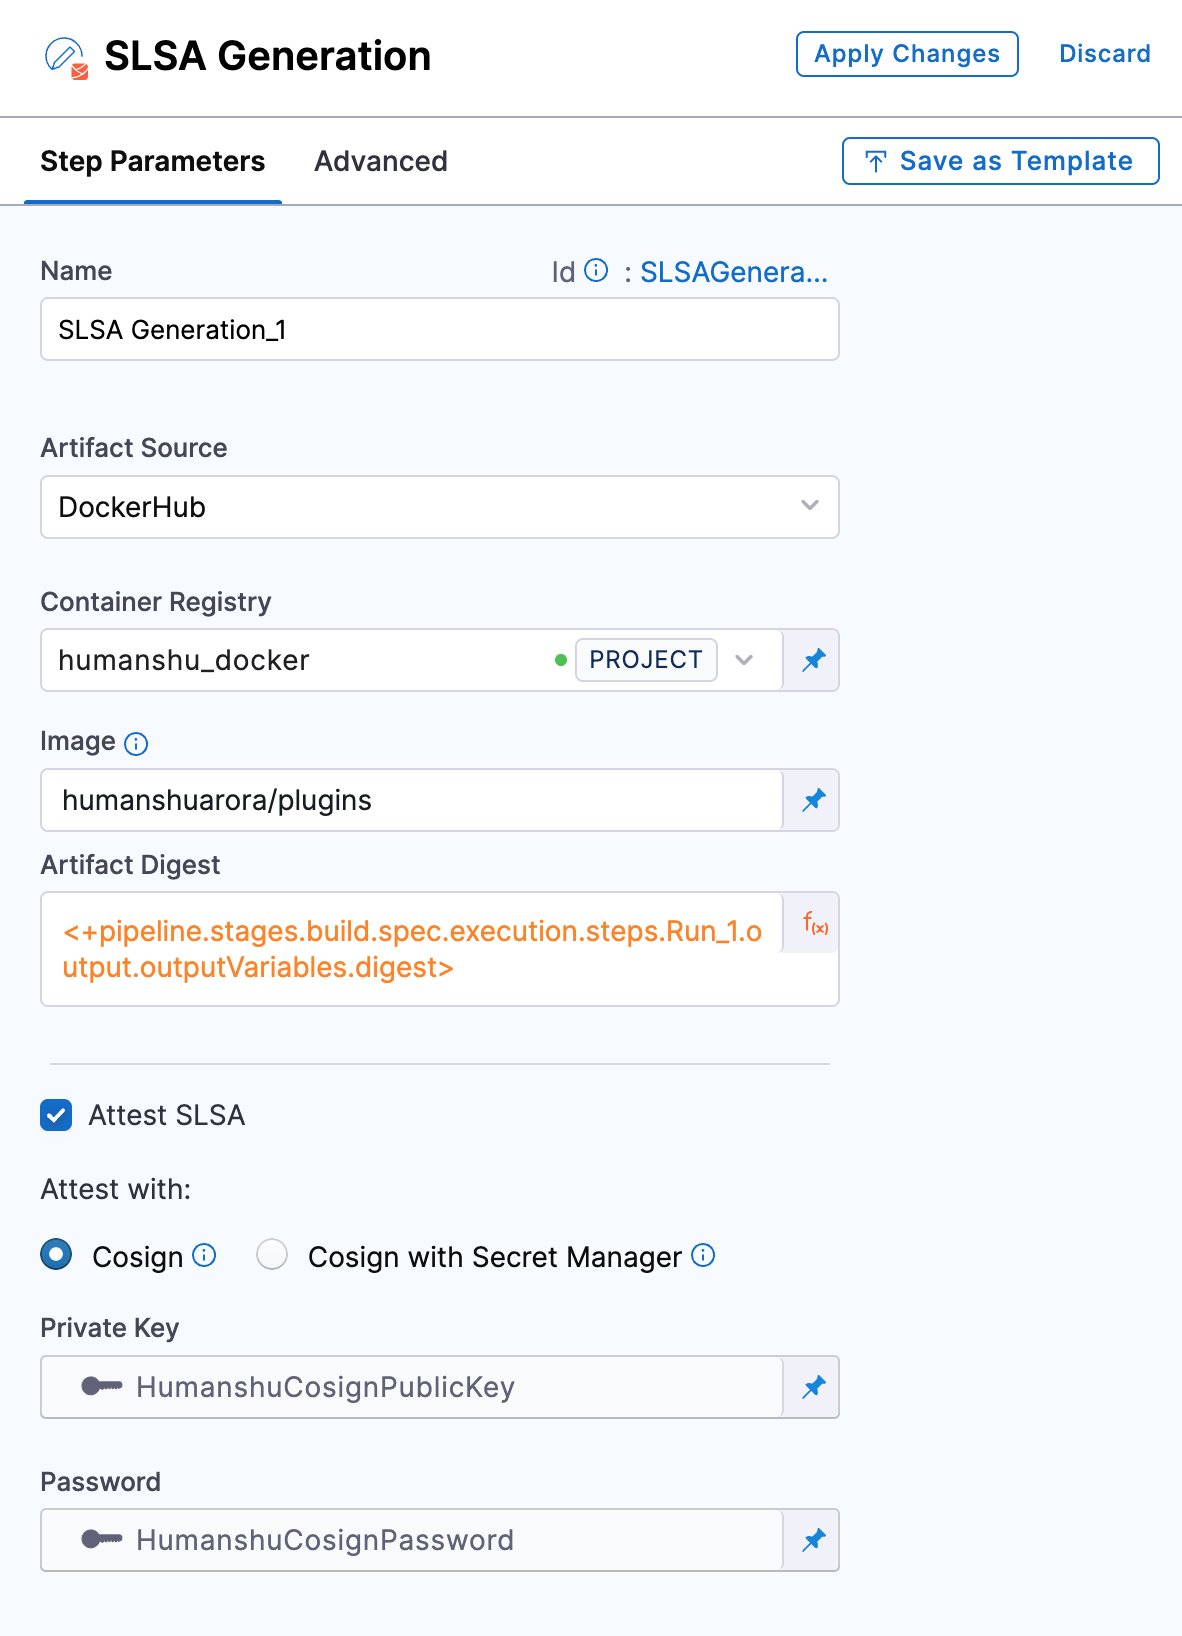 SLSA Generation
Apply Changes
Discard
Step Parameters
Advanced
Save as Template
Name
Id : SLSAGenera...
SLSA Generation_1
Artifact Source
DockerHub
Container Registry
humanshu_docker
PROJECT
Image
humanshuarora/plugins
Artifact Digest
<+pipeline.stages.build.spec.execution.steps.Run_1.o
utput.outputVariables.digest>
f(x)
Attest SLSA
Attest with:
Cosign
Cosign with Secret Manager
Private Key
HumanshuCosignPublicKey
Password
HumanshuCosignPassword